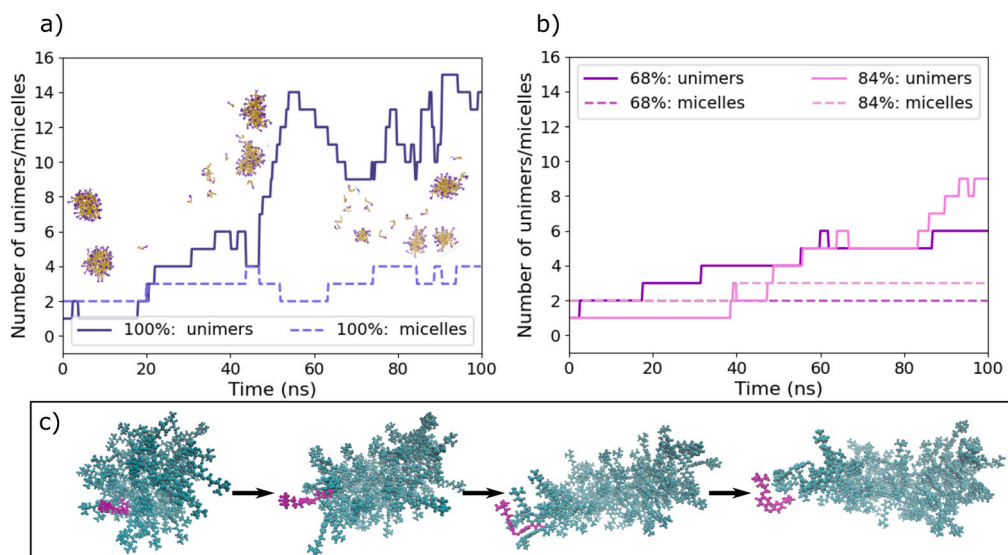 a)
Number of unimers/micelles
16
14
12
10
8
6
4
2
0
100%: unimers
100%: micelles
0
20
40
60
80
100
Time (ns)
b)
Number of unimers/micelles
16
14
12
10
8
6
4
2
0
68%: unimers
68%: micelles
84%: unimers
84%: micelles
0
20
40
60
80
100
Time (ns)
c)